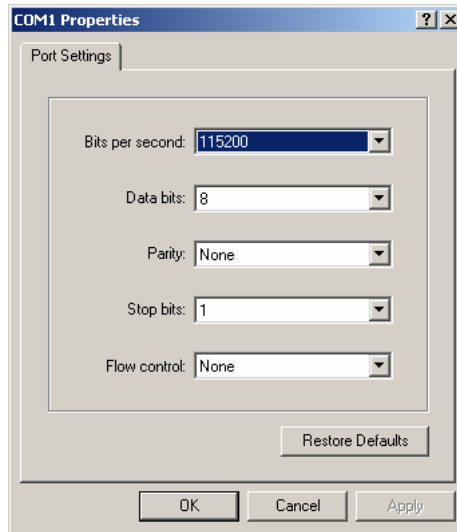 COM1 Properties
Port Settings
Bits per second: 115200
Data bits: 8
Parity: None
Stop bits: 1
Flow control: None
Restore Defaults
OK Cancel Apply